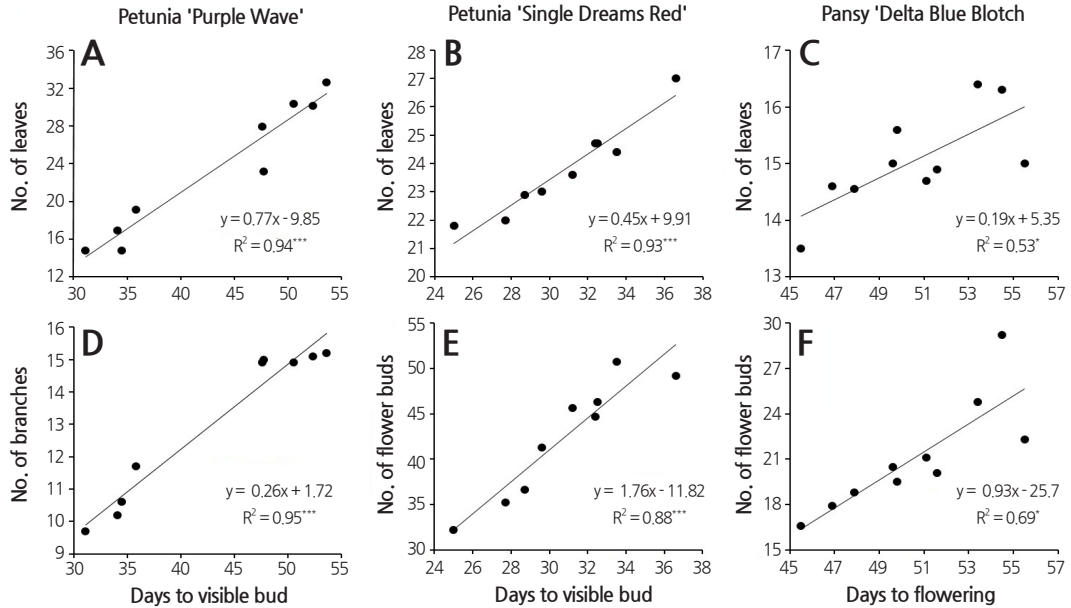 Petunia 'Purple Wave'
Petunia 'Single Dreams Red'
Pansy 'Delta Blue Blotch
A
No. of leaves
36
32
28
24
20
16
12
y = 0.77x - 9.85
R² = 0.94***
30 35 40 45 50 55
B
No. of leaves
28
27
26
25
24
23
22
21
20
y = 0.45x + 9.91
R² = 0.93***
24 26 28 30 32 34 36 38
C
No. of leaves
17
16
15
14
13
y = 0.19x + 5.35
R² = 0.53*
45 47 49 51 53 55 57
D
No. of branches
16
15
14
13
12
11
10
9
y = 0.26x + 1.72
R² = 0.95***
30 35 40 45 50 55
Days to visible bud
E
No. of flower buds
55
50
45
40
35
30
y = 1.76x - 11.82
R² = 0.88***
24 26 28 30 32 34 36 38
Days to visible bud
F
No. of flower buds
30
27
24
21
18
15
y = 0.93x - 25.7
R² = 0.69*
45 47 49 51 53 55 57
Days to flowering